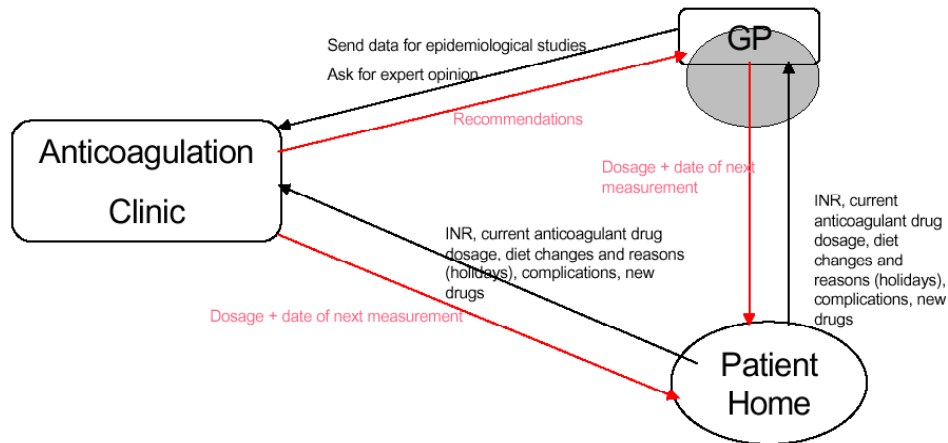 GP
Send data for epidemiological studies
Ask for expert opinion
Recommendations
Anticoagulation
Clinic
Dosage + date of next
measurement
INR, current
anticoagulant drug
dosage, diet
changes and
reasons (holidays),
complications, new
drugs
INR, current anticoagulant drug
dosage, diet changes and reasons
(holidays), complications, new
drugs
Dosage + date of next measurement
Patient
Home